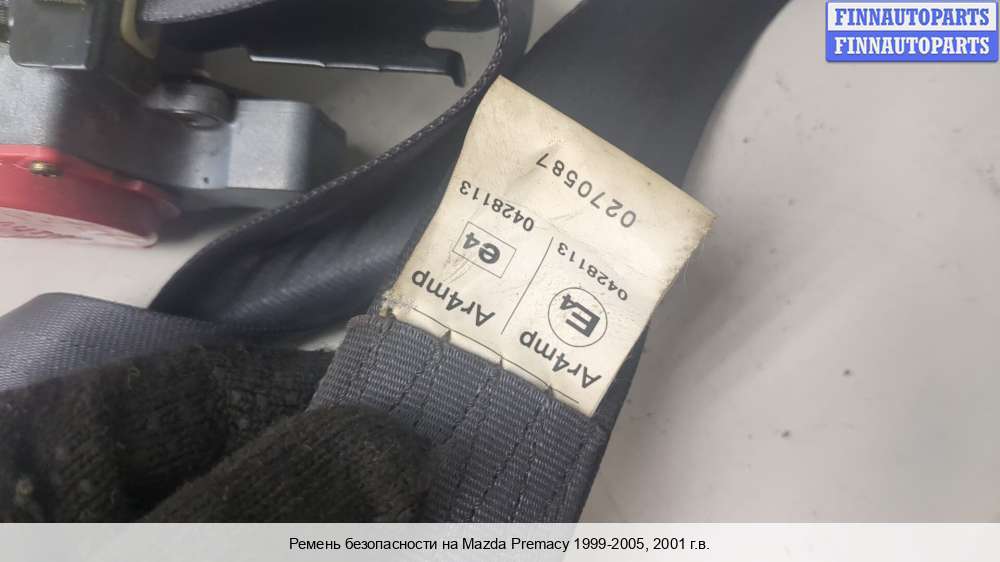 FINNAUTOPARTS
FINNAUTOPARTS
Ar4mp
E4
0428113
Ar4mp
e4
0428113
0270587
Ремень безопасности на Mazda Premacy 1999-2005, 2001 г.в.